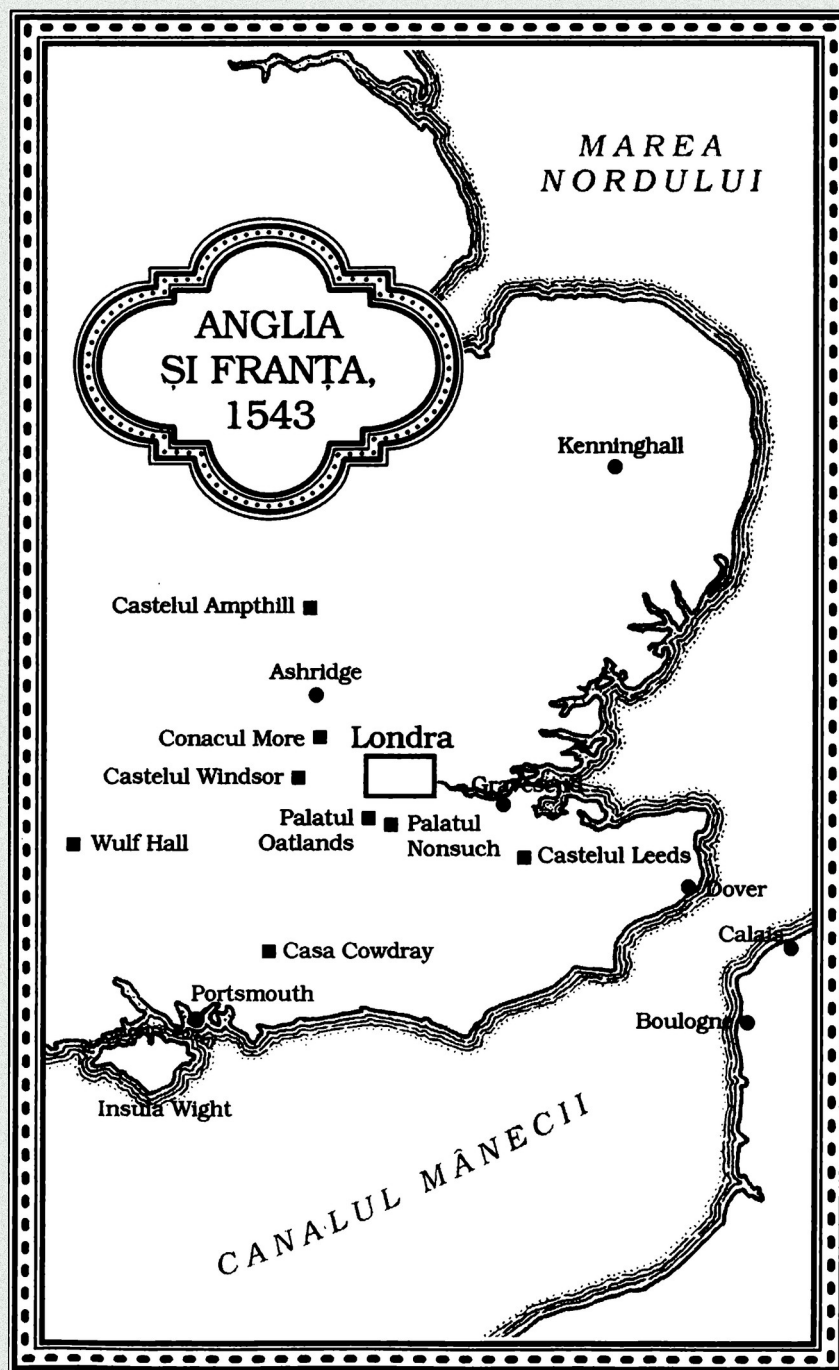 MAREA
NORDULUI
ANGLIA
ȘI FRANȚA,
1543
Kenninghall
Castelul Ampthill
Ashridge
Conacul More
Londra
Castelul Windsor
Gravesend
Palatul
Oatlands
Palatul
Nonsuch
Wulf Hall
Castelul Leeds
Dover
Calais
Casa Cowdray
Portsmouth
Boulogne
Insula Wight
CANALUL MÂNECII